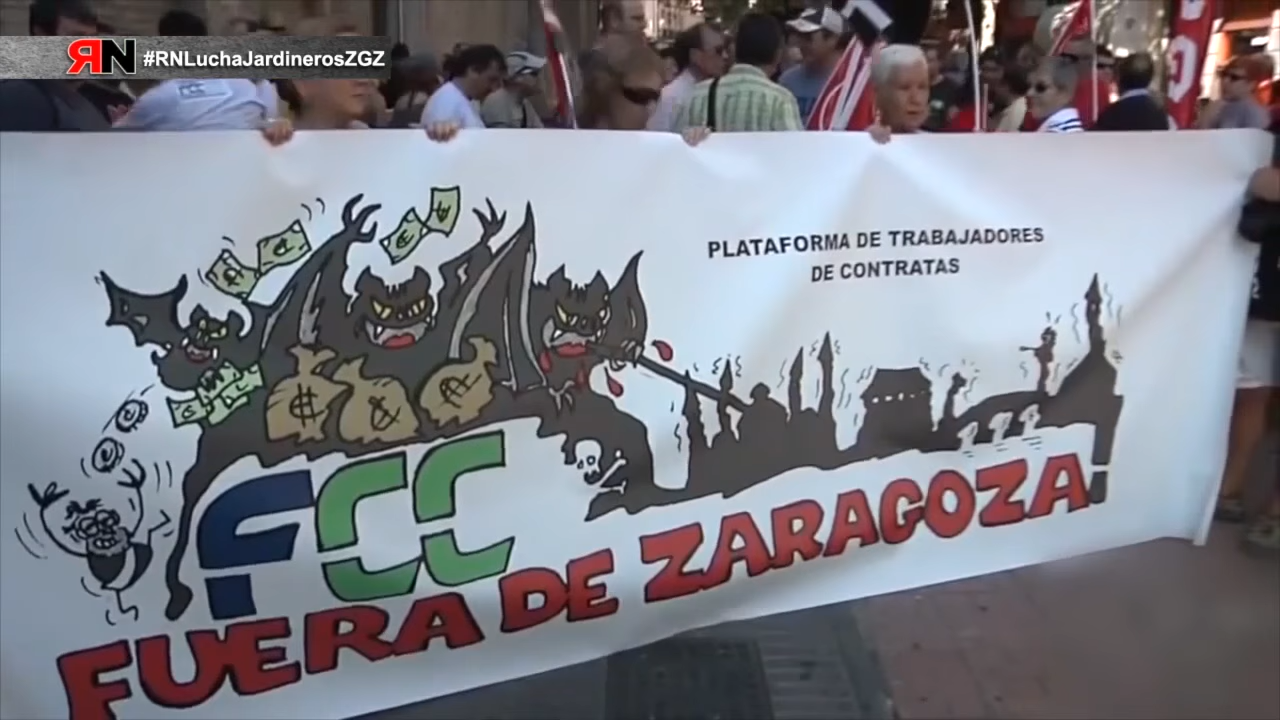 RN #RNLuchaJardinerosZGZ
PLATAFORMA DE TRABAJADORES
DE CONTRATAS
FCC
FUERA DE ZARAGOZA!